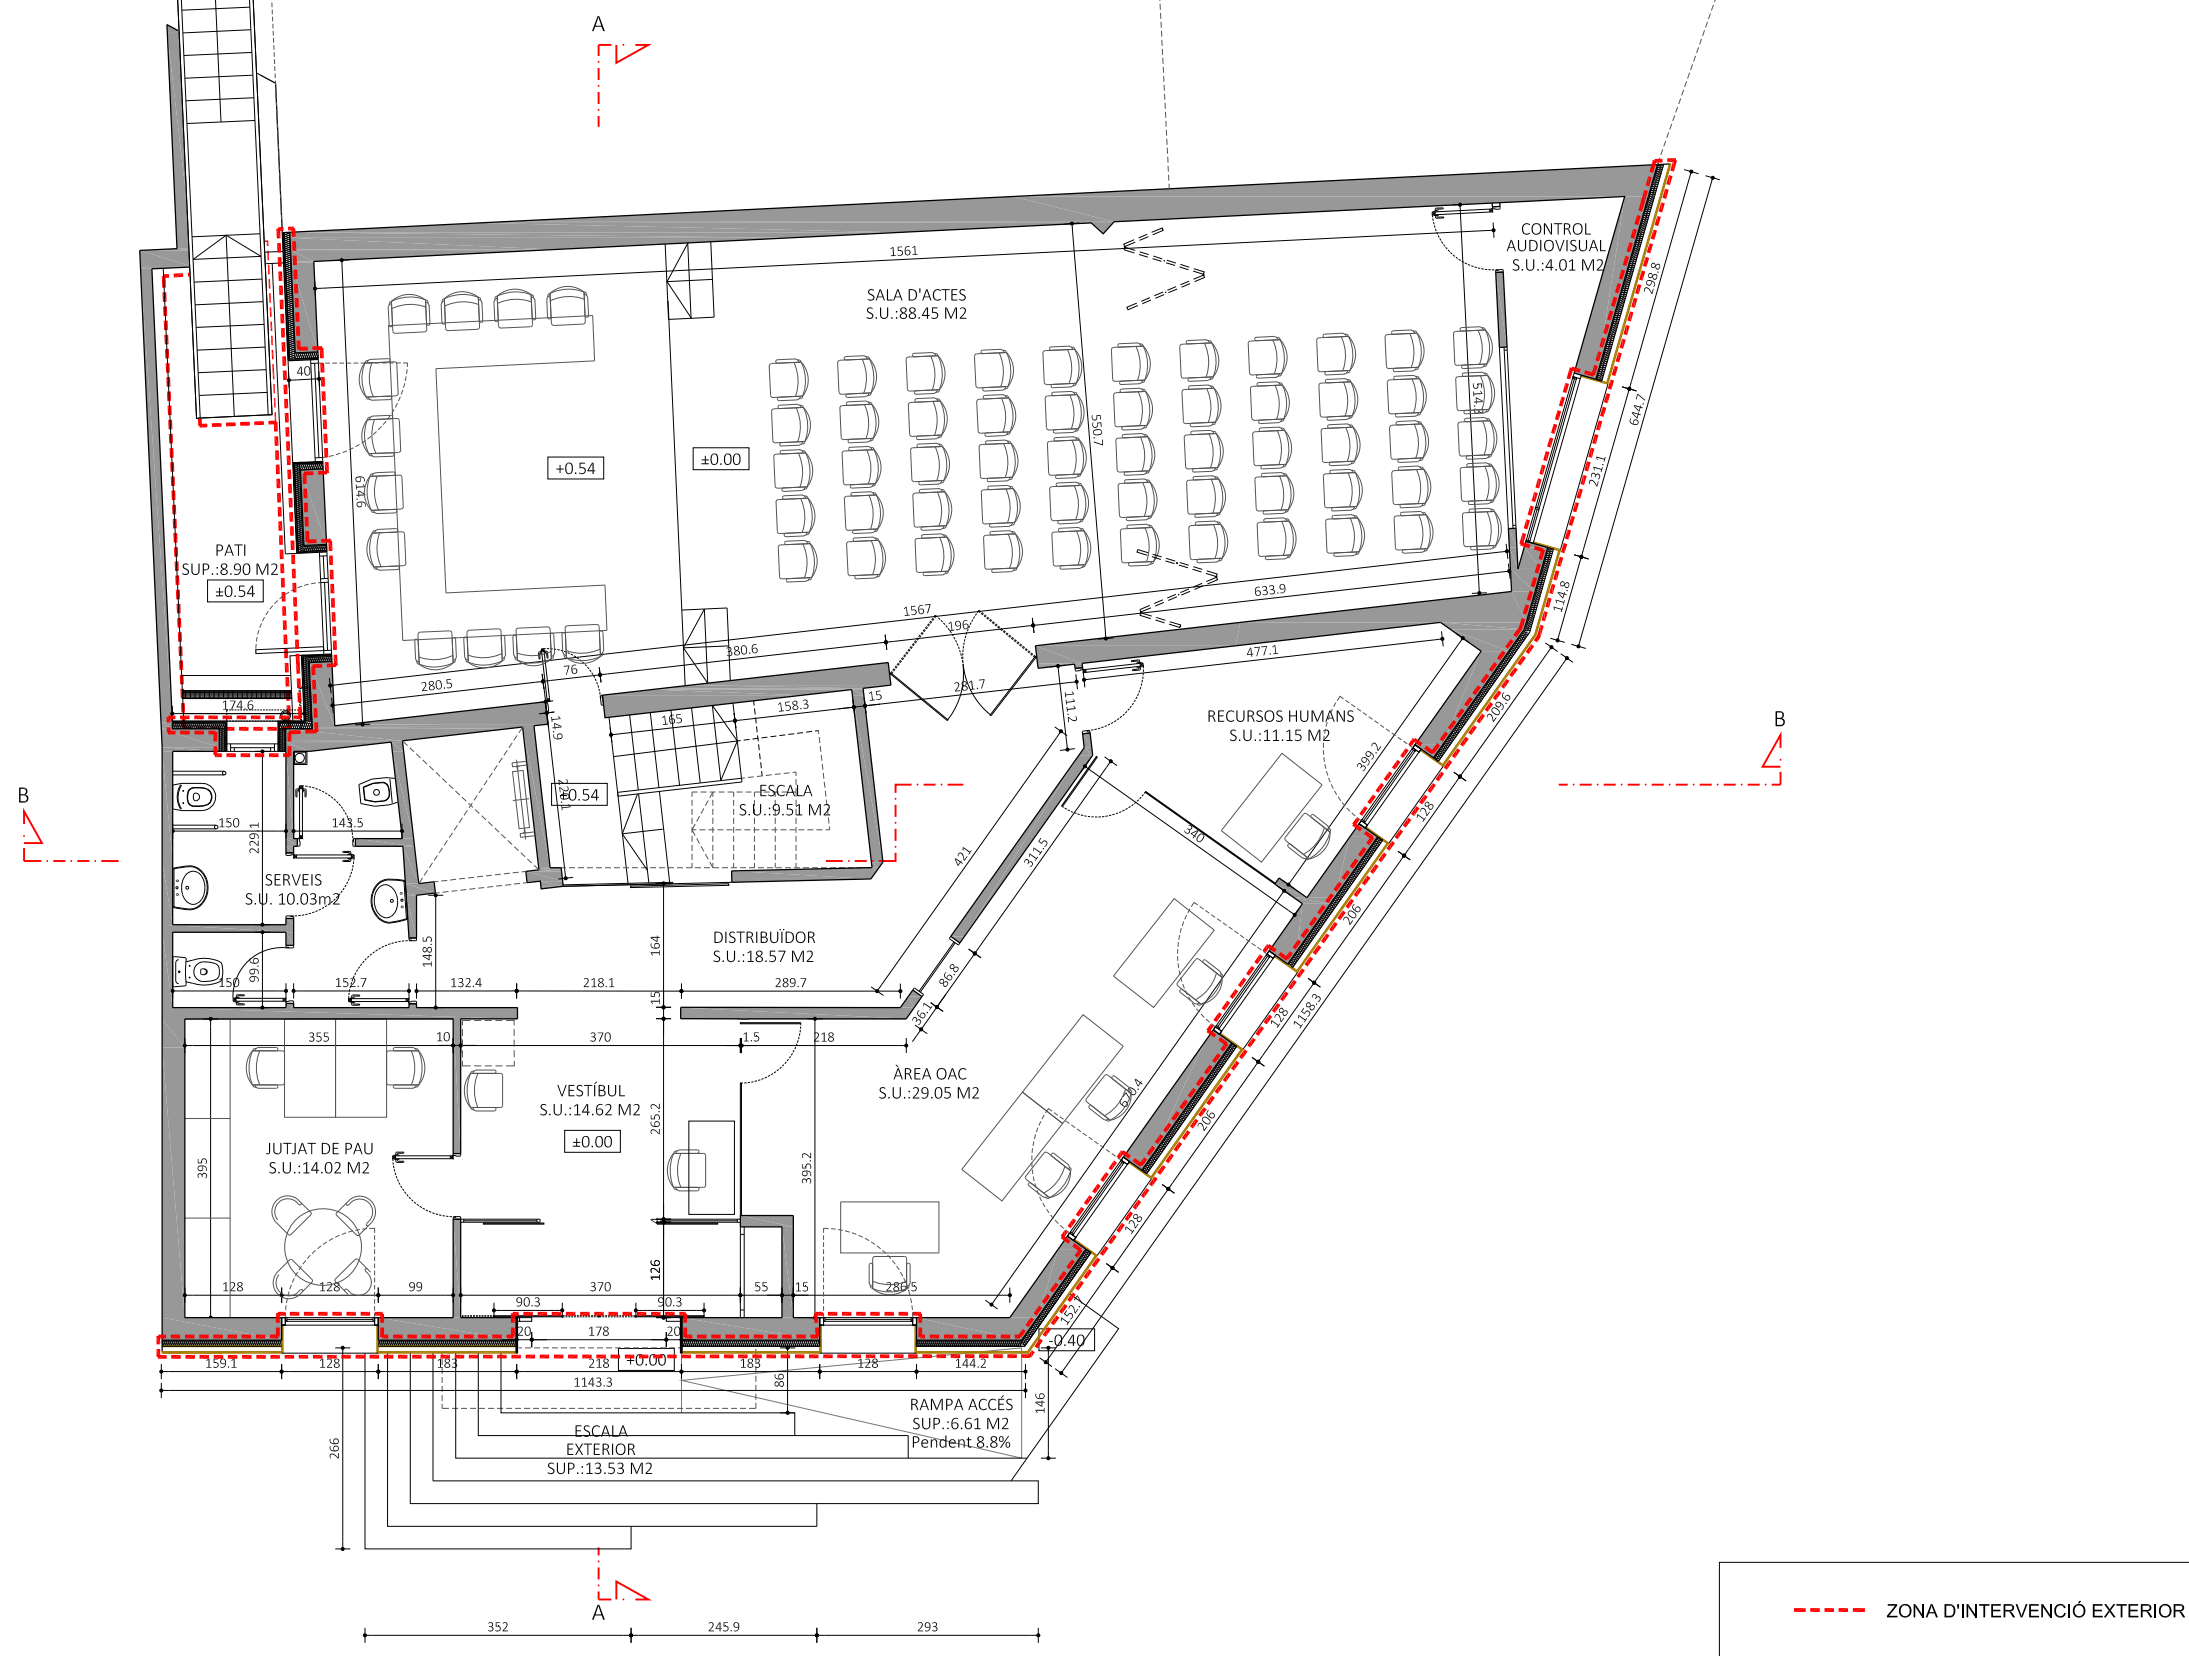 A
1561
CONTROL
AUDIOVISUAL
S.U.:4.01 M2
298.8
644.7
SALA D'ACTES
S.U.:88.45 M2
40
514.
550.7
+0.54
±0.00
614.6
231.1
PATI
SUP.:8.90 M2
±0.54
114.8
633.9
1567
196
380.6
76
280.5
477.1
281.7
15
158.3
165
174.6
14.9
111.2
209.6
RECURSOS HUMANS
S.U.:11.15 M2
399.2
B
B
ESCALA
S.U.:9.51 M2
128
150
143.5
229.1
340
421
311.5
SERVEIS
S.U. 10.03m2
206
DISTRIBUÏDOR
S.U.:18.57 M2
164
148.5
99.6
150
152.7
132.4
218.1
15
289.7
86.8
36.1
128
1158.3
355
10
370
1.5
218
ÀREA OAC
S.U.:29.05 M2
VESTÍBUL
S.U.:14.62 M2
±0.00
265.2
670.4
206
JUTJAT DE PAU
S.U.:14.02 M2
395
395.2
128
126
128
128
99
370
55
15
286.5
90.3
90.3
152.
20
178
20
-0.40
±0.00
159.1
128
183
218
183
128
144.2
1143.3
86
146
RAMPA ACCÉS
SUP.:6.61 M2
Pendent 8.8%
ESCALA
EXTERIOR
SUP.:13.53 M2
266
A
352
245.9
293
ZONA D'INTERVENCIÓ EXTERIOR